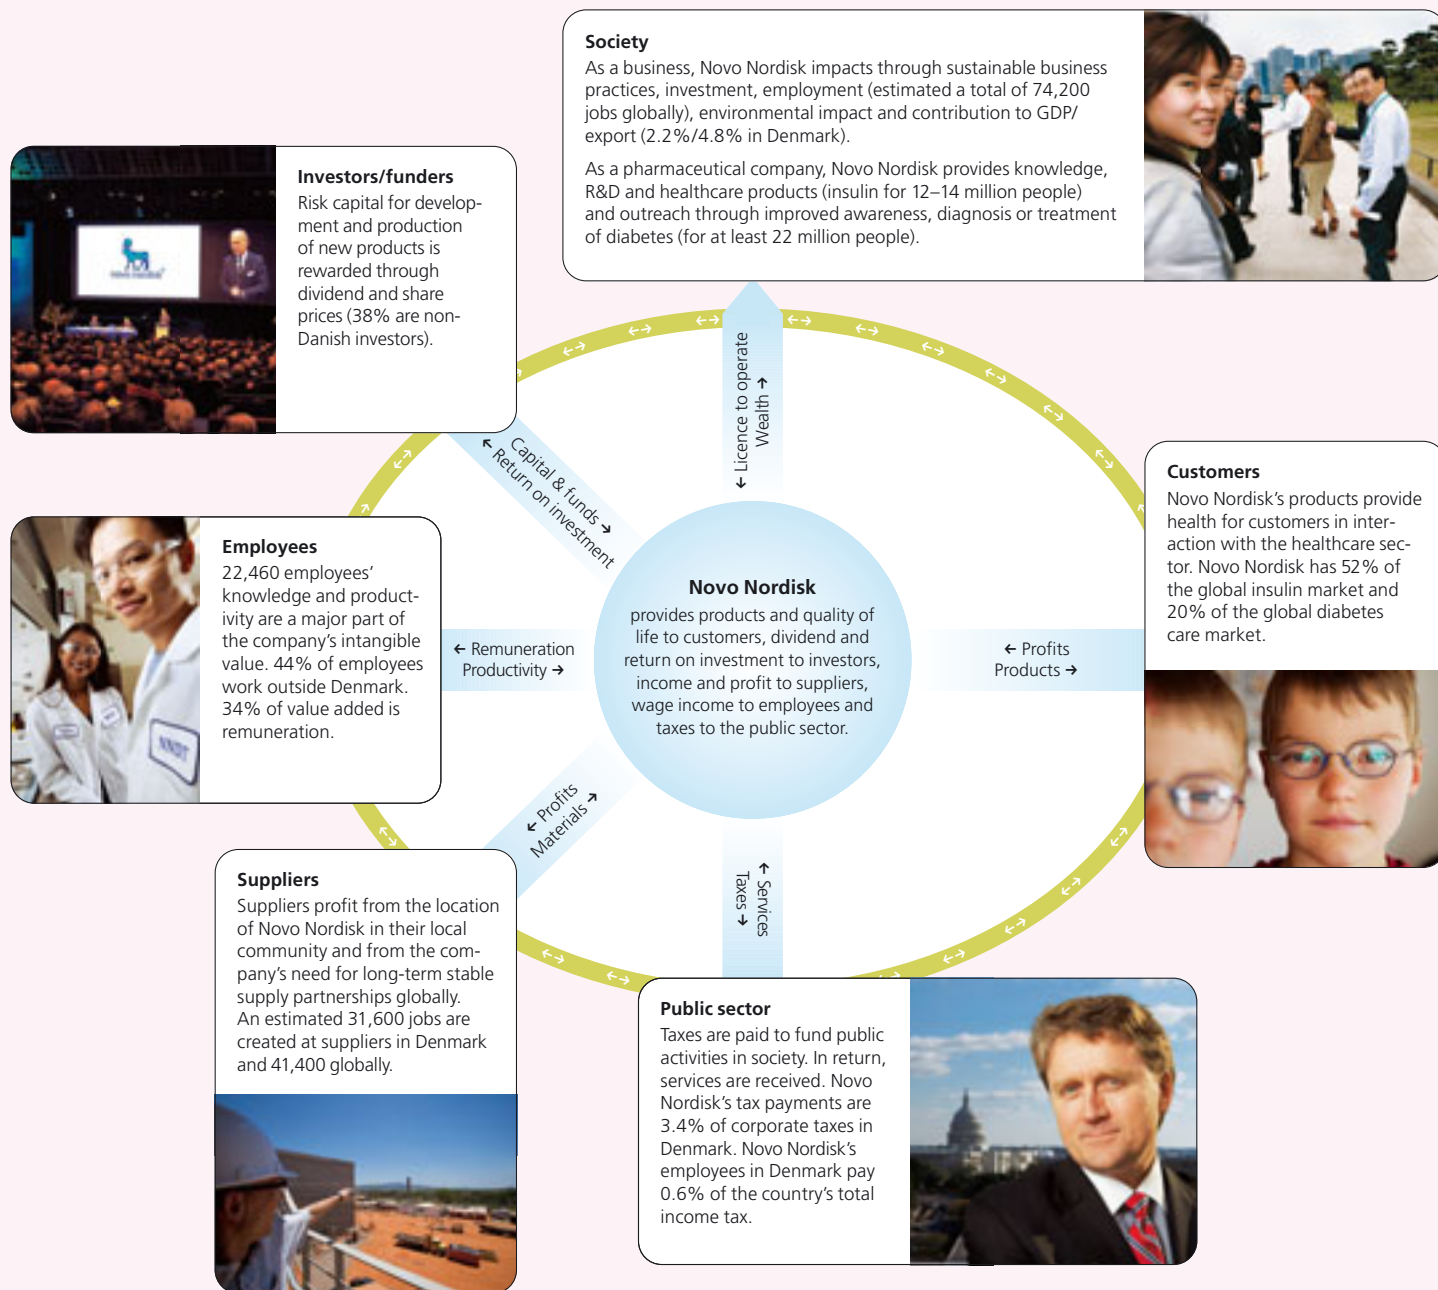 Society
As a business, Novo Nordisk impacts through sustainable business
practices, investment, employment (estimated a total of 74,200
jobs globally), environmental impact and contribution to GDP/
export (2.2%/4.8% in Denmark).
As a pharmaceutical company, Novo Nordisk provides knowledge,
R&D and healthcare products (insulin for 12–14 million people)
and outreach through improved awareness, diagnosis or treatment
of diabetes (for at least 22 million people).
Investors/funders
Risk capital for develop-
ment and production
of new products is
rewarded through
dividend and share
prices (38% are non-
Danish investors).
novo nordisk
← Licence to operate
Wealth →
Capital & funds →
← Return on investment
Customers
Novo Nordisk’s products provide
health for customers in inter-
action with the healthcare sec-
tor. Novo Nordisk has 52% of
the global insulin market and
20% of the global diabetes
care market.
Employees
22,460 employees’
knowledge and product-
ivity are a major part of
the company’s intangible
value. 44% of employees
work outside Denmark.
34% of value added is
remuneration.
NNDT
← Remuneration
Productivity →
Novo Nordisk
provides products and quality of
life to customers, dividend and
return on investment to investors,
income and profit to suppliers,
wage income to employees and
taxes to the public sector.
← Profits
Products →
← Profits
Materials →
← Services
Taxes →
Suppliers
Suppliers profit from the location
of Novo Nordisk in their local
community and from the com-
pany’s need for long-term stable
supply partnerships globally.
An estimated 31,600 jobs are
created at suppliers in Denmark
and 41,400 globally.
Public sector
Taxes are paid to fund public
activities in society. In return,
services are received. Novo
Nordisk’s tax payments are
3.4% of corporate taxes in
Denmark. Novo Nordisk’s
employees in Denmark pay
0.6% of the country’s total
income tax.